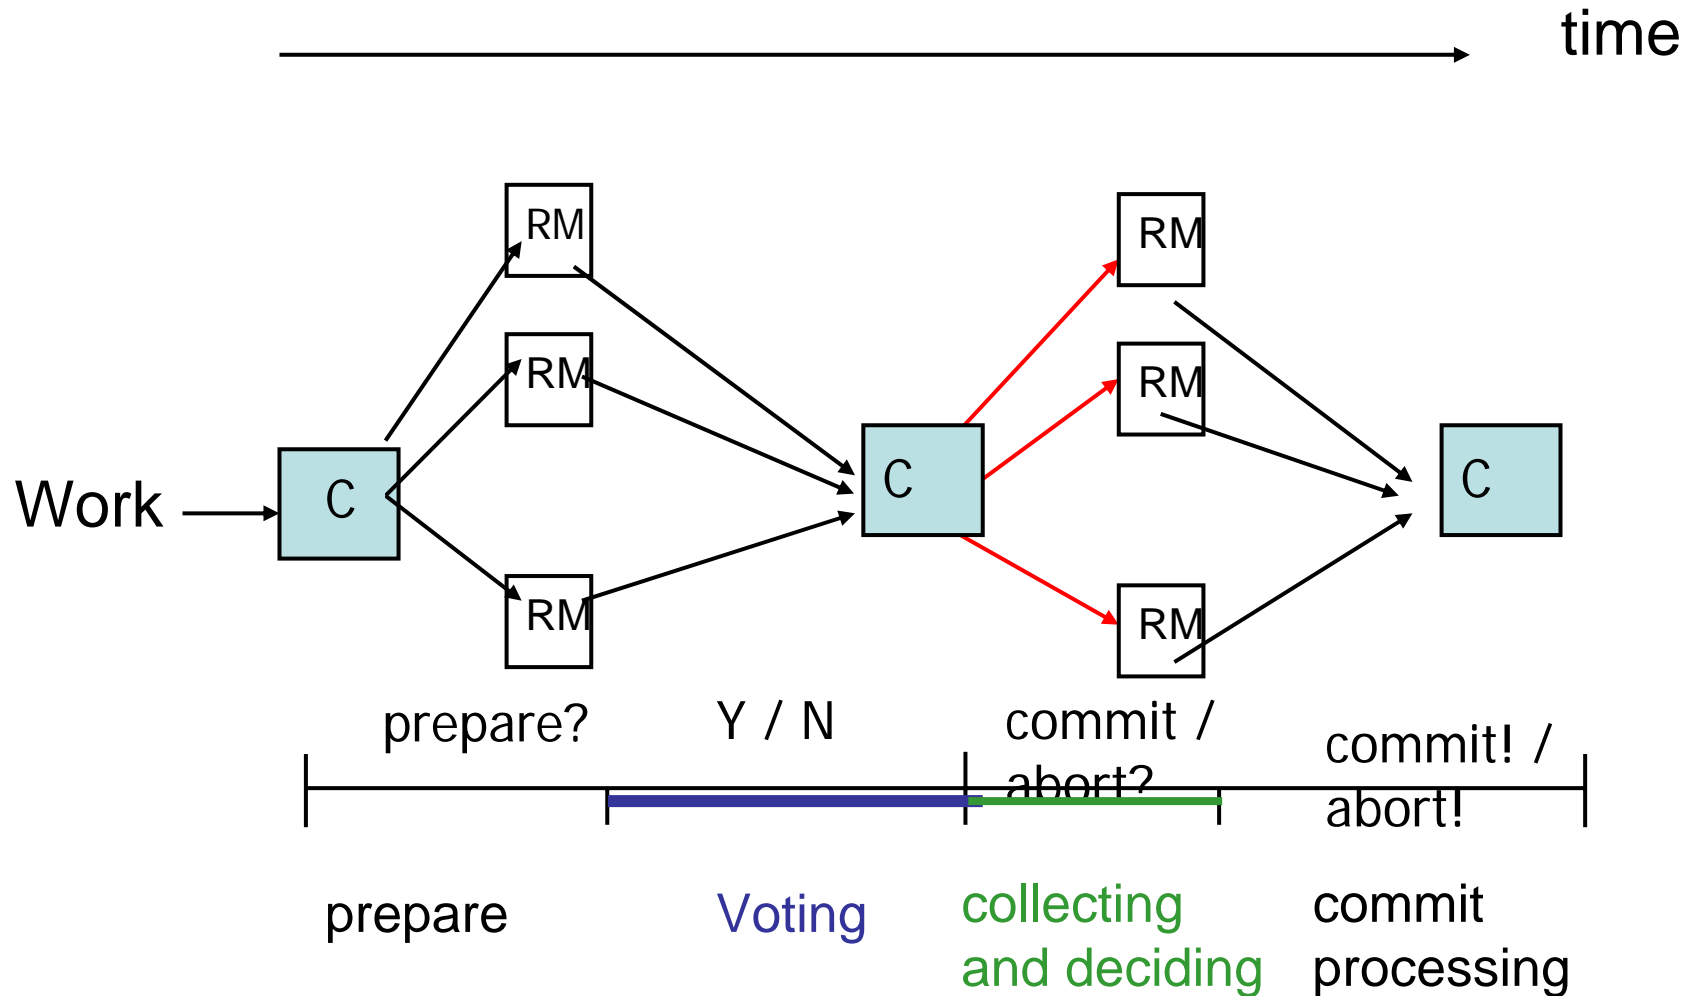 time
RM
RM
RM
RM
C
C
Work
C
RM
RM
prepare?
Y / N
commit /
abort?
commit! /
abort!
prepare
Voting
collecting
and deciding
commit
processing